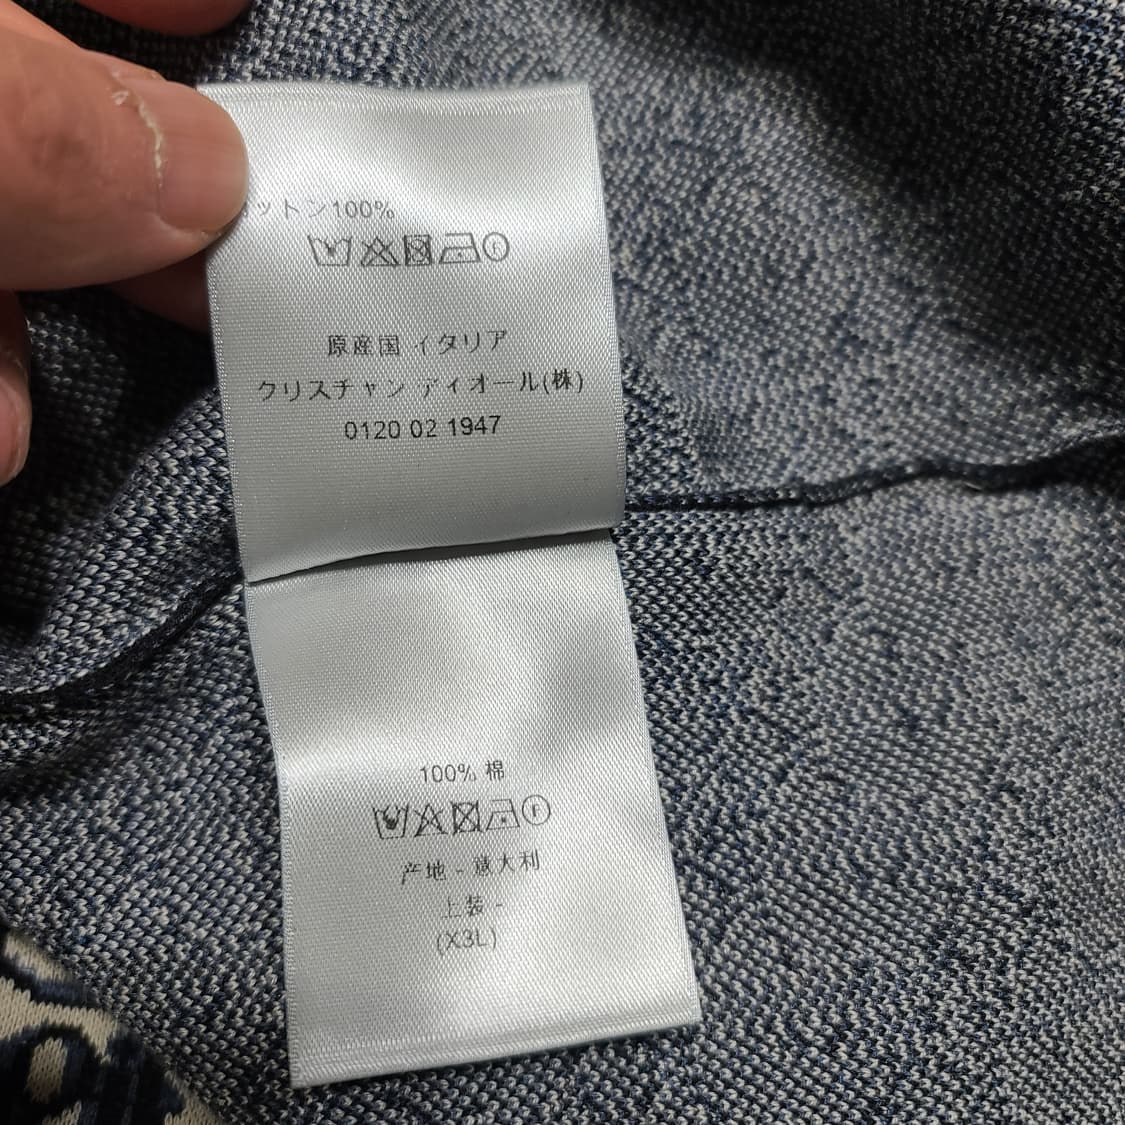 ットン100%
原産国 イタリア
クリスチャン ディオール(株)
0120 02 1947
100% 棉
产地 - 意大利
上装 -
(X3L)